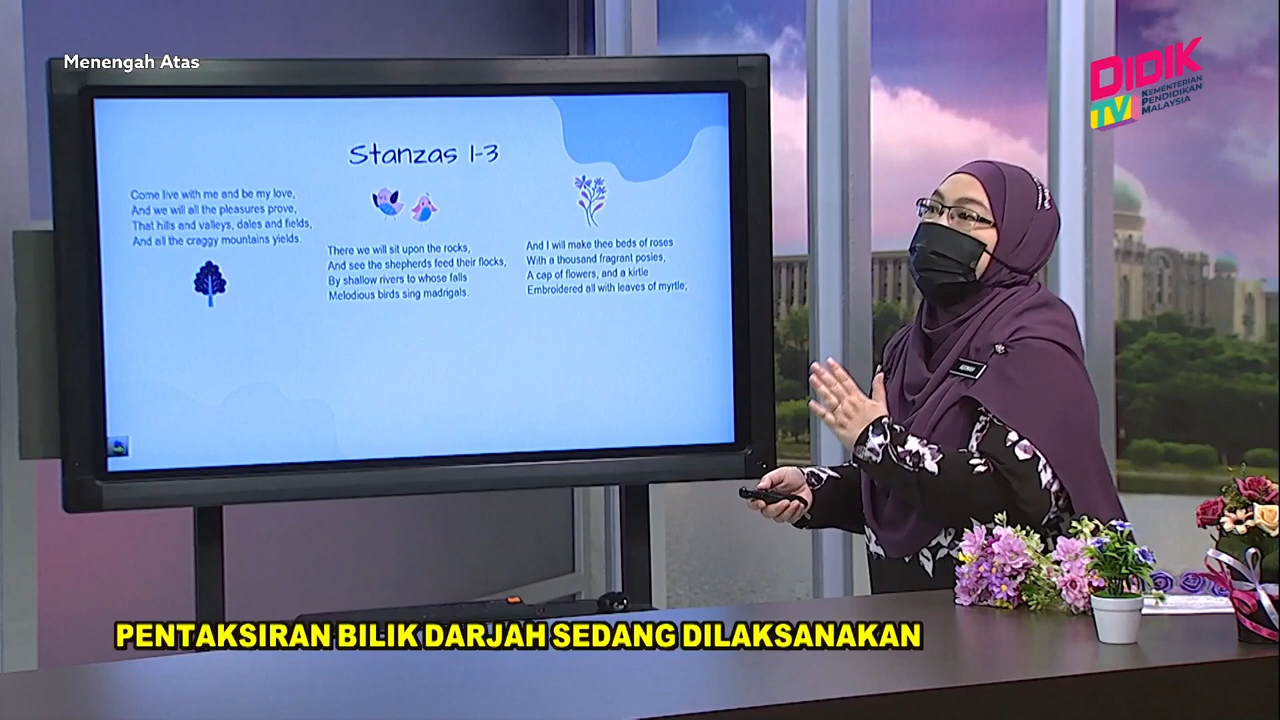 Menengah Atas
DIDIK
TV
KEMENTERIAN
PENDIDIKAN
MALAYSIA
Stanzas 1-3
Come live with me and be my love,
And we will all the pleasures prove,
That hills and valleys, dales and fields,
And all the craggy mountains yields.
There we will sit upon the rocks,
And see the shepherds feed their flocks,
By shallow rivers to whose falls
Melodious birds sing madrigals.
And I will make thee beds of roses
With a thousand fragrant posies,
A cap of flowers, and a kirtle
Embroidered all with leaves of myrtle;
PENTAKSIRAN BILIK DARJAH SEDANG DILAKSANAKAN